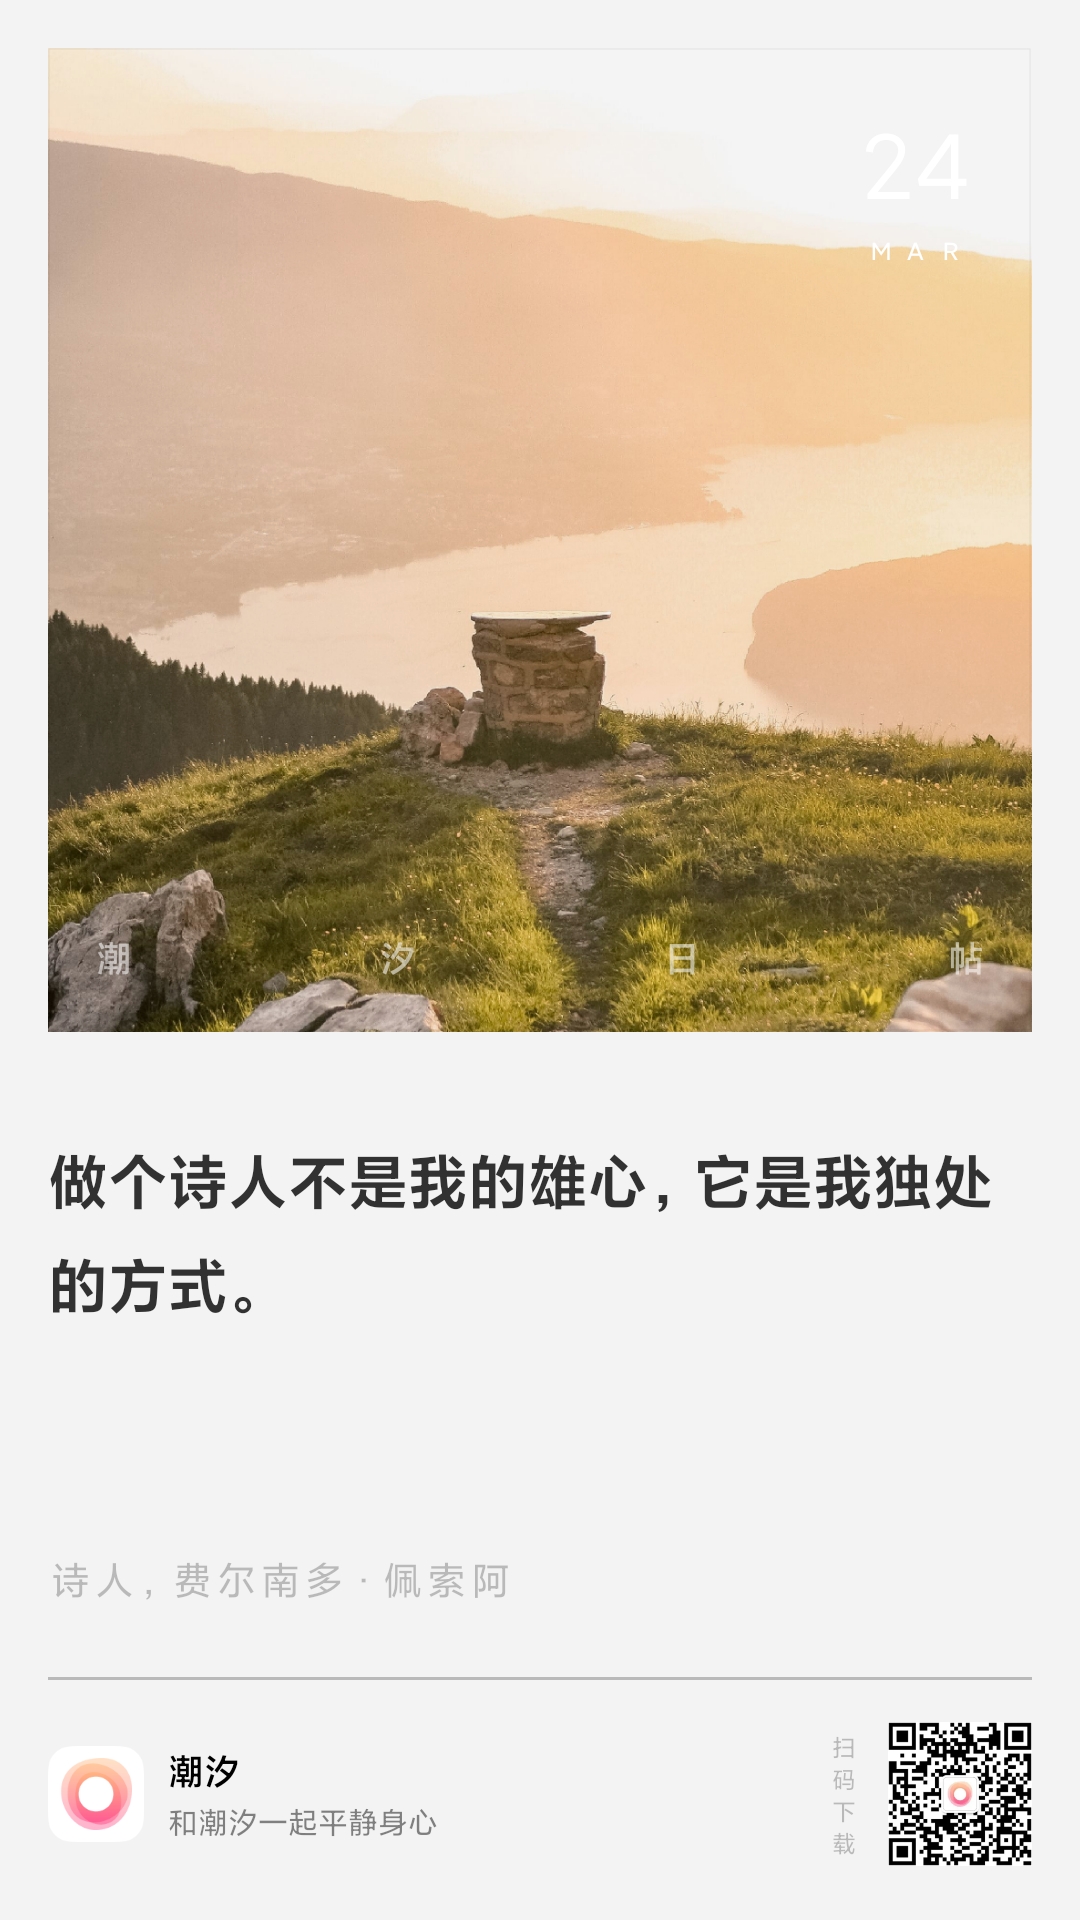 24
MAR
潮 汐 日 帖
做个诗人不是我的雄心，它是我独处
的方式。
诗人，费尔南多·佩索阿
潮汐
和潮汐一起平静身心
扫码下载